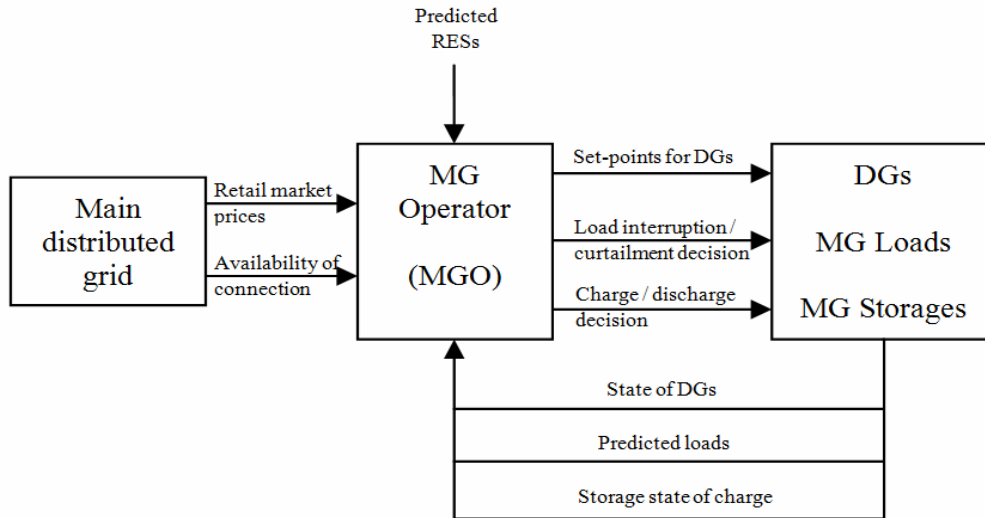 Predicted
RESs
Main
distributed
grid
Retail market
prices
Availability of
connection
MG
Operator
(MGO)
Set-points for DGs
Load interruption /
curtailment decision
Charge / discharge
decision
DGs
MG Loads
MG Storages
State of DGs
Predicted loads
Storage state of charge